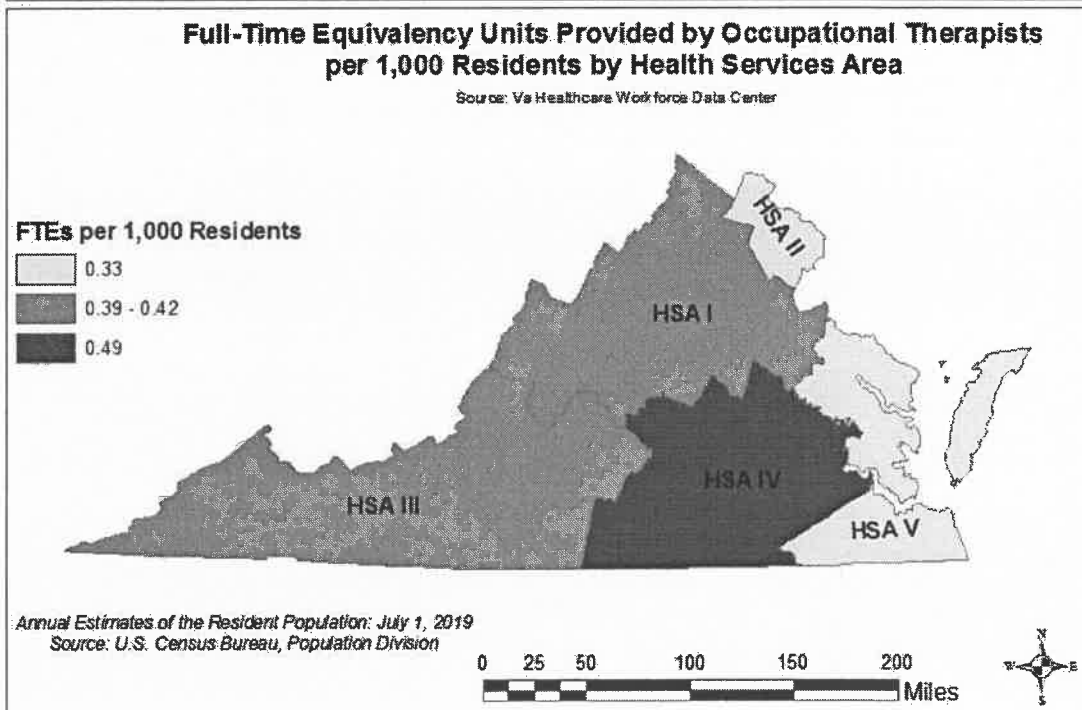 Full-Time Equivalency Units Provided by Occupational Therapists
per 1,000 Residents by Health Services Area
Source: Va Healthcare Workforce Data Center
FTEs per 1,000 Residents
0.33
0.39 - 0.42
0.49
HSA II
HSA I
HSA IV
HSA III
HSA V
Annual Estimates of the Resident Population: July 1, 2019
Source: U.S. Census Bureau, Population Division
0 25 50 100 150 200
Miles
N
W E
S